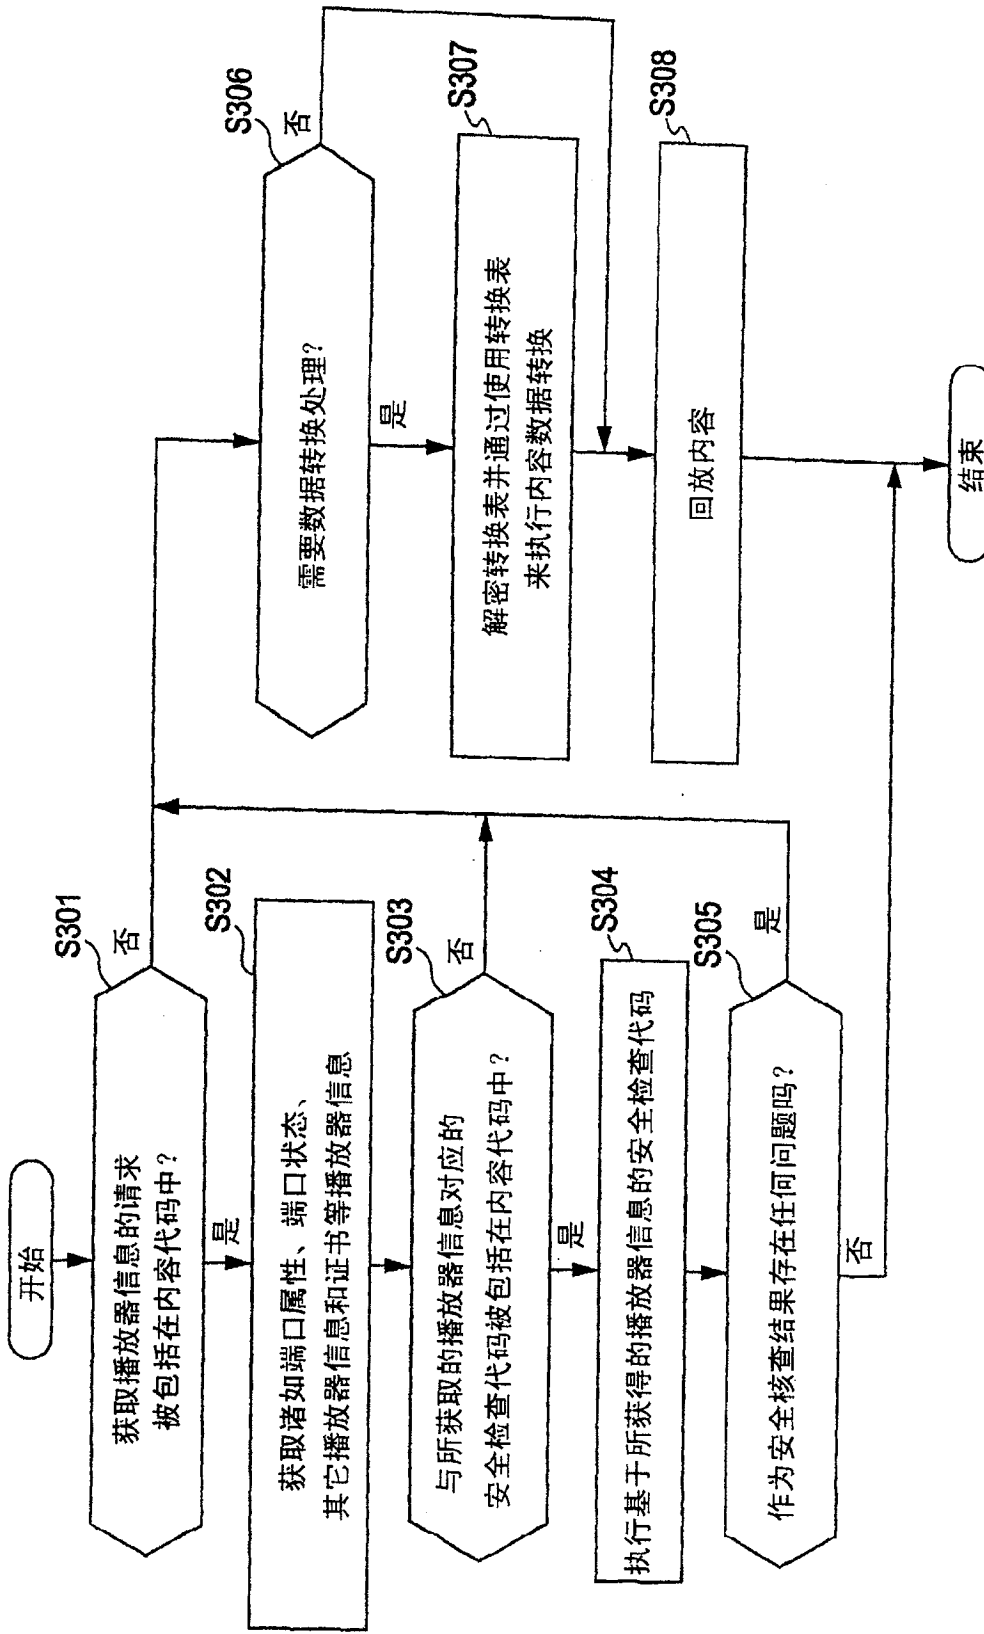 开始
S301
获取播放器信息的请求
被包括在内容代码中?
否
是
S302
获取诸如端口属性、端口状态、
其它播放器信息和证书等播放器信息
S303
与所获取的播放器信息对应的
安全检查代码被包括在内容代码中?
否
是
S304
执行基于所获得的播放器信息的安全检查代码
S305
作为安全核查结果存在任何问题吗?
是
否
S306
需要数据转换处理?
否
是
S307
解密转换表并通过使用转换表
来执行内容数据转换
S308
回放内容
结束